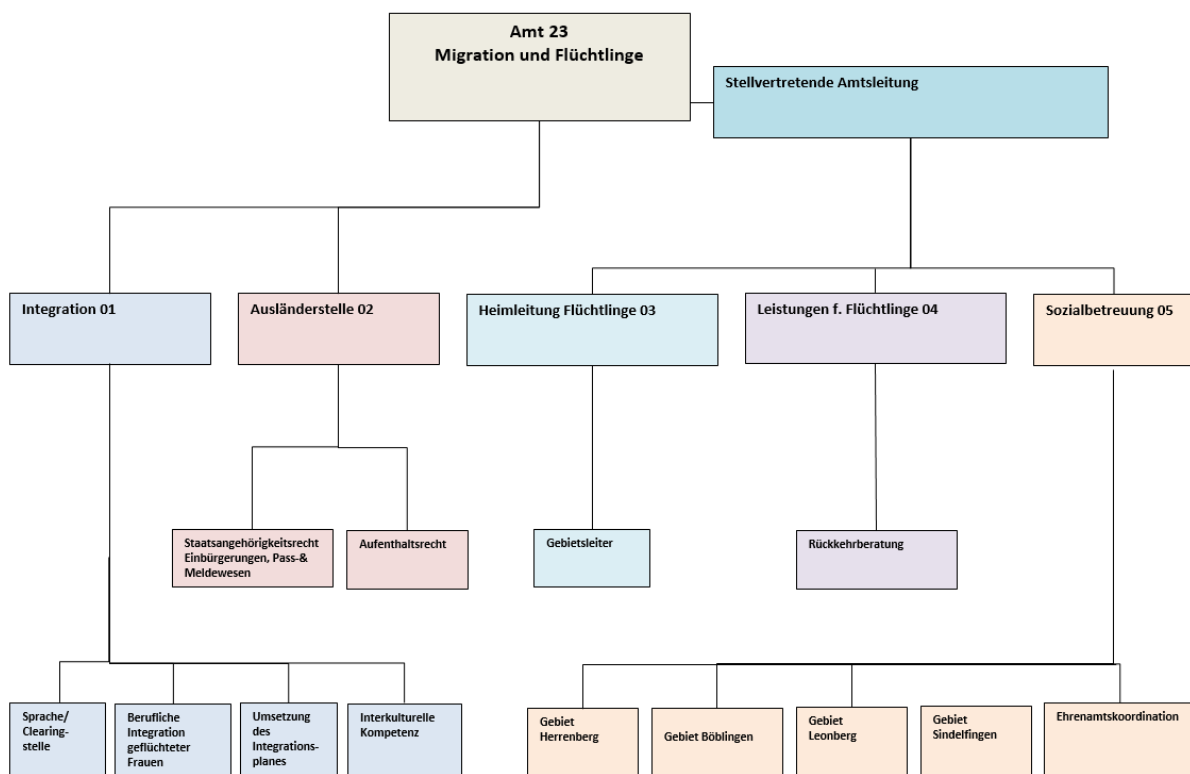 Amt 23
Migration und Flüchtlinge
Stellvertretende Amtsleitung
Integration 01
Ausländerstelle 02
Heimleitung Flüchtlinge 03
Leistungen f. Flüchtlinge 04
Sozialbetreuung 05
Staatsangehörigkeitsrecht
Einbürgerungen, Pass-&
Meldewesen
Aufenthaltsrecht
Gebietsleiter
Rückkehrberatung
Sprache/
Clearing-
stelle
Berufliche
Integration
geflüchteter
Frauen
Umsetzung
des
Integrations-
planes
Interkulturelle
Kompetenz
Gebiet
Herrenberg
Gebiet Böblingen
Gebiet
Leonberg
Gebiet
Sindelfingen
Ehrenamtskoordination